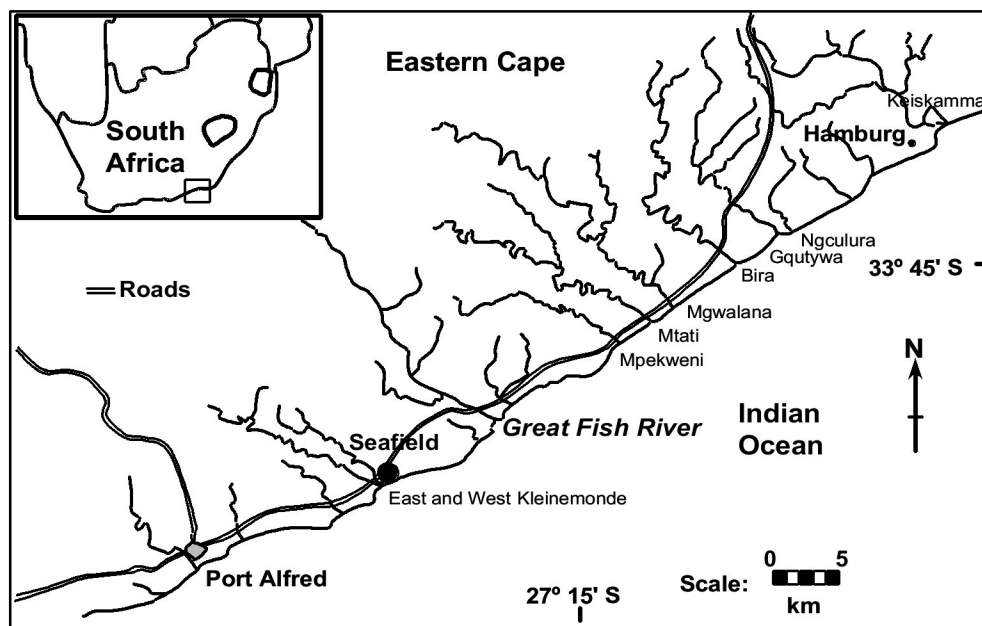 Eastern Cape
South
Africa
Keiskamma
Hamburg
Ngculura
Gqutywa
33º 45' S
Bira
Roads
Mgwalana
Mtati
Mpekweni
N
Great Fish River
Indian
Ocean
Seafield
East and West Kleinemonde
Port Alfred
27º 15' S
Scale:
0 5
km